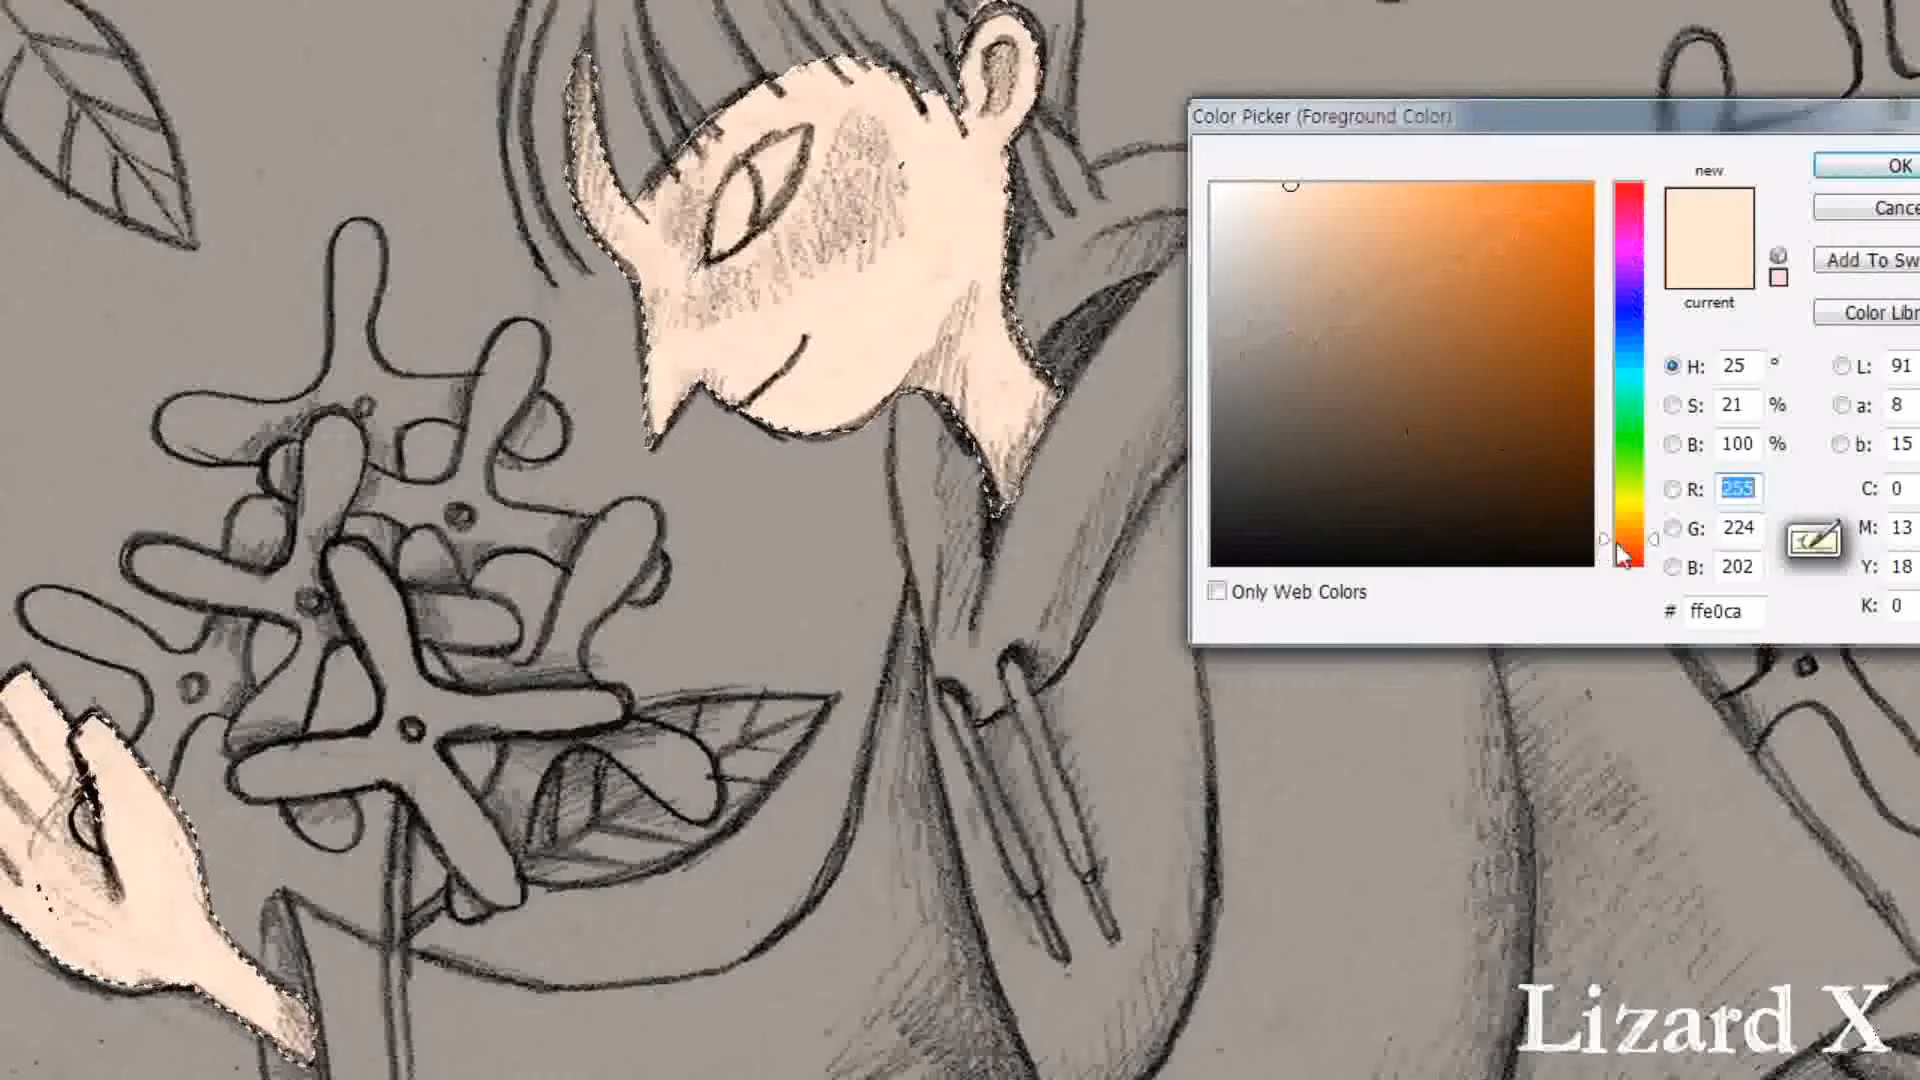 Color Picker (Foreground Color)
new
current
OK
Cance
Add To Sw
Color Libr
H: 25 °
S: 21 %
B: 100 %
R: 255
G: 224
B: 202
# ffe0ca
L: 91
a: 8
b: 15
C: 0
M: 13
Y: 18
K: 0
Only Web Colors
Lizard X